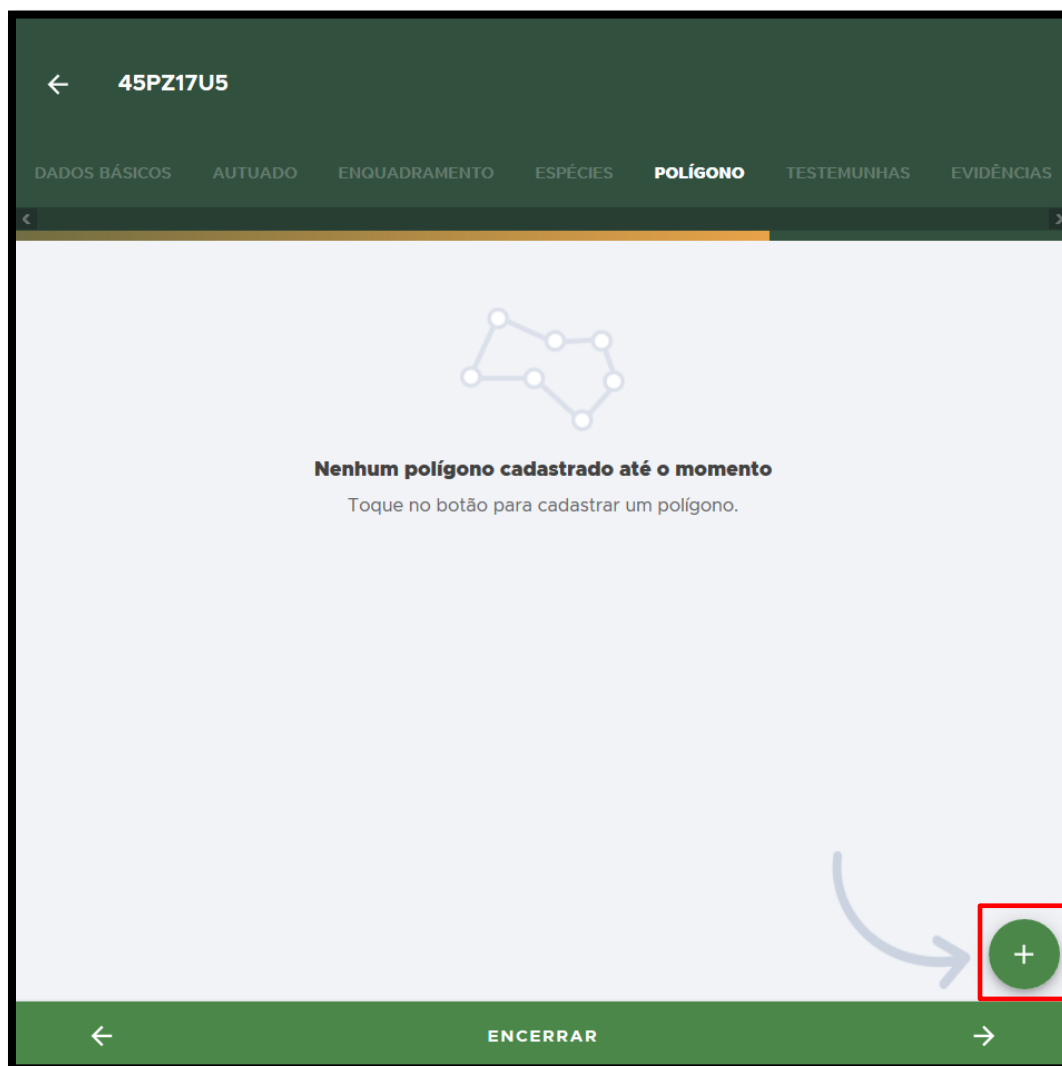 45PZ17U5
DADOS BÁSICOS AUTUADO ENQUADRAMENTO ESPÉCIES POLÍGONO TESTEMUNHAS EVIDÊNCIAS
Nenhum polígono cadastrado até o momento
Toque no botão para cadastrar um polígono.
ENCERRAR